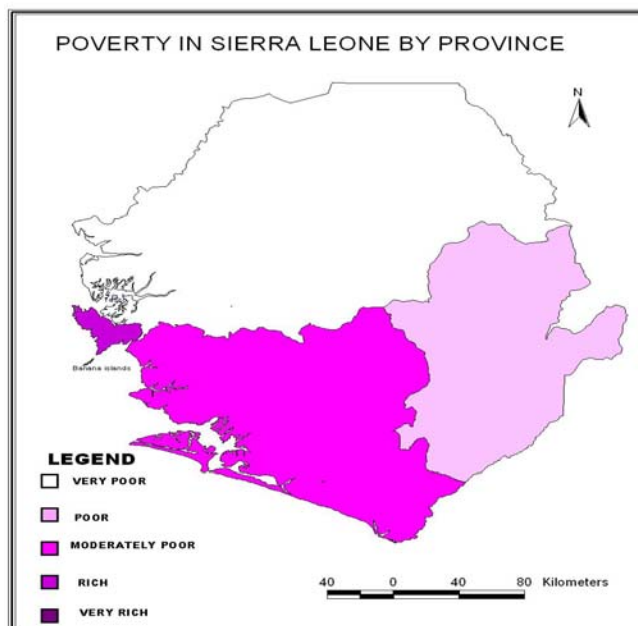 POVERTY IN SIERRA LEONE BY PROVINCE
N
Banana islands
LEGEND
VERY POOR
POOR
MODERATELY POOR
RICH
VERY RICH
40 0 40 80 Kilometers